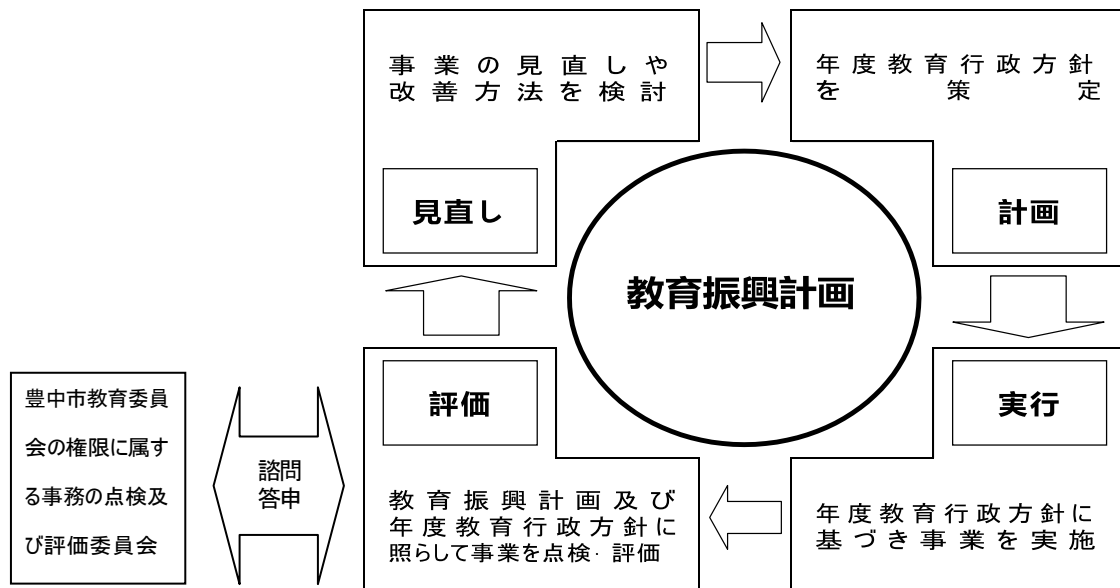 事業の見直しや
改善方法を検討
年度教育行政方針
を策定
見直し
計画
教育振興計画
評価
実行
豊中市教育委員
会の権限に属す
る事務の点検及
び評価委員会
諮問
答申
教育振興計画及び
年度教育行政方針に
照らして事業を点検・評価
年度教育行政方針に
基づき事業を実施